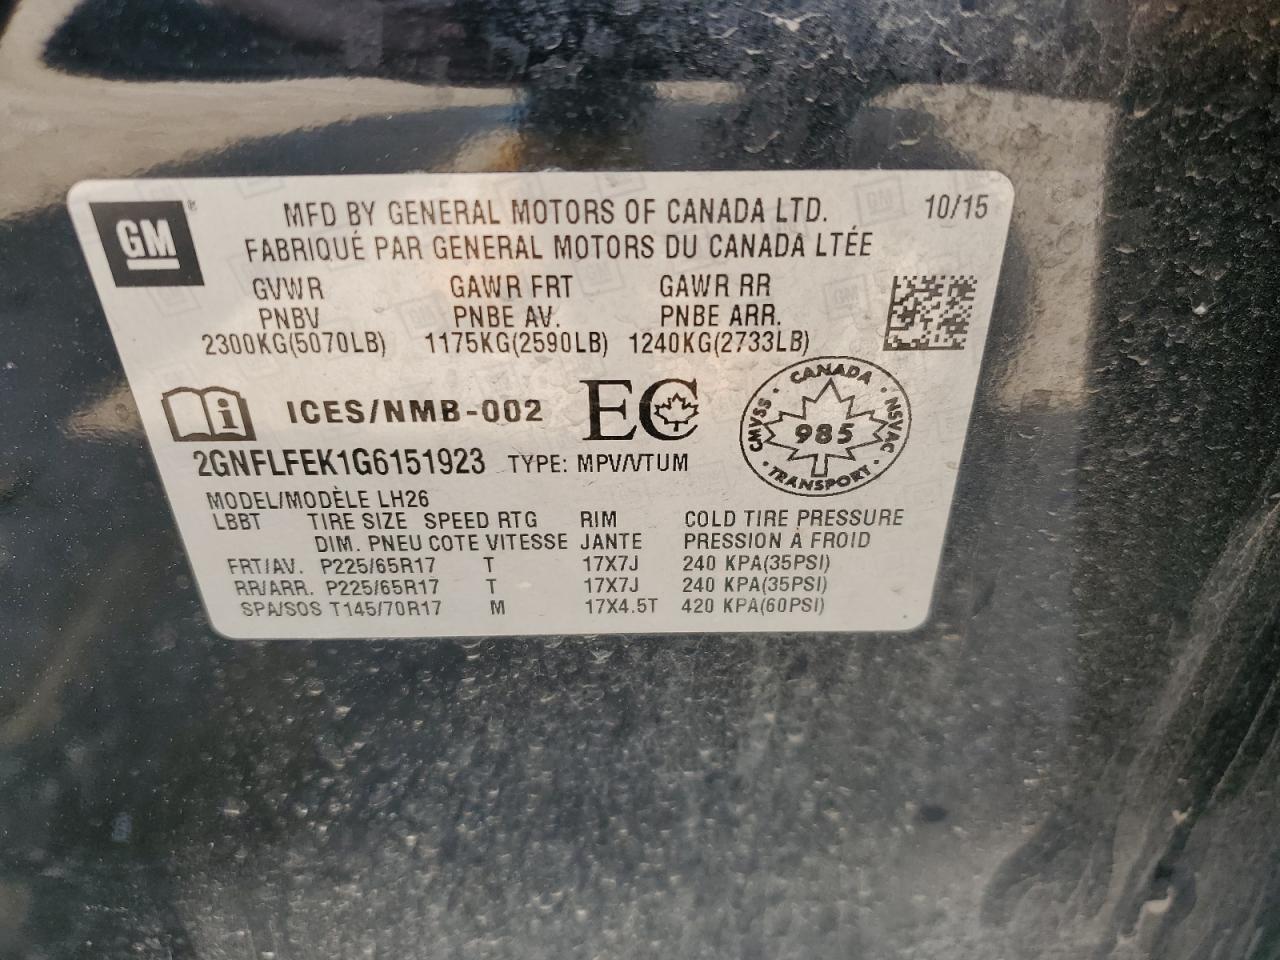 GM ® MFD BY GENERAL MOTORS OF CANADA LTD. 10/15
FABRIQUÉ PAR GENERAL MOTORS DU CANADA LTÉE
GVWR GAWR FRT GAWR RR
PNBV PNBE AV. PNBE ARR.
2300KG(5070LB) 1175KG(2590LB) 1240KG(2733LB)
i ICES/NMB-002 EC
CANADA
CMVSS 985 NSVAC
TRANSPORT
2GNFLFEK1G6151923 TYPE: MPV/VTUM
MODEL/MODÈLE LH26
LBBT TIRE SIZE SPEED RTG RIM COLD TIRE PRESSURE
DIM. PNEU COTE VITESSE JANTE PRESSION À FROID
FRT/AV. P225/65R17 T 17X7J 240 KPA(35PSI)
RR/ARR. P225/65R17 T 17X7J 240 KPA(35PSI)
SPA/SOS T145/70R17 M 17X4.5T 420 KPA(60PSI)